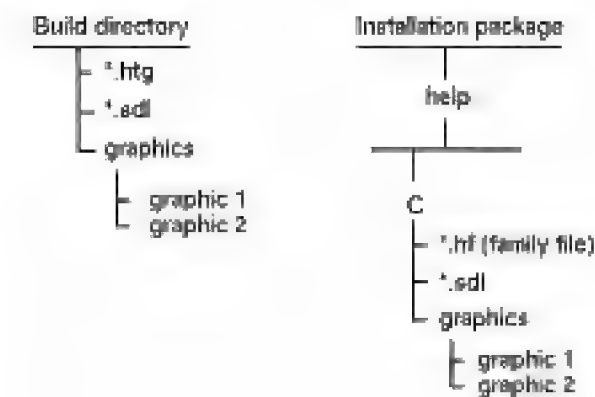 Build directory
*.htg
*.sdl
graphics
graphic 1
graphic 2
Installation package
help
C
*.hf (family file)
*.sdl
graphics
graphic 1
graphic 2